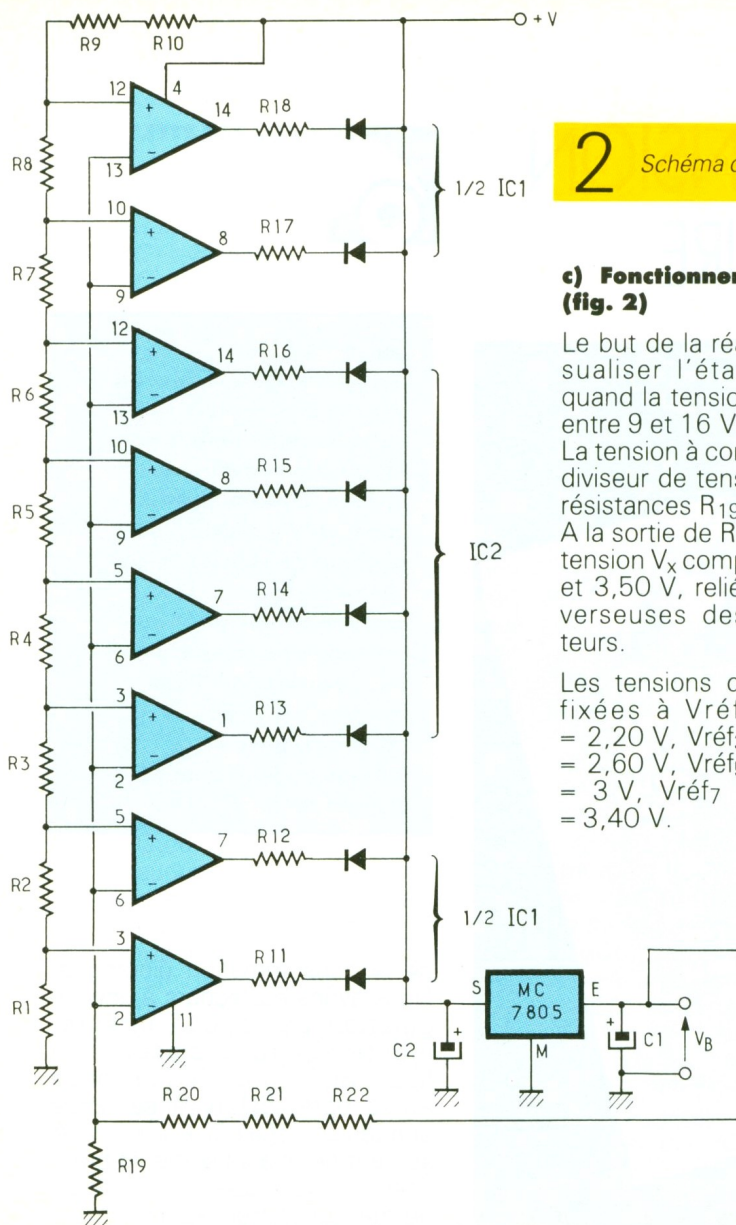 + V
R9 R10
12 4 14 R18
13
R8
1/2 IC1
10 8 R17
9
R7
12 14 R16
13
R6
10 8 R15
9
R5
IC2
5 7 R14
6
R4
3 1 R13
2
R3
5 7 R12
6
R2
1/2 IC1
3 1 R11
2 11
R1
S MC 7805 E
M
C2 + C1 + VB
R20 R21 R22
R19
2 Schéma
c) Fonctionnem
(fig. 2)
Le but de la réa
sualiser l'éta
quand la tension
entre 9 et 16 V
La tension à con
diviseur de tens
résistances R19
A la sortie de R
tension Vx comp
et 3,50 V, relié
verseuses des
teurs.
Les tensions d
fixées à Vréf
= 2,20 V, Vréf
= 2,60 V, Vréf
= 3 V, Vréf7
= 3,40 V.